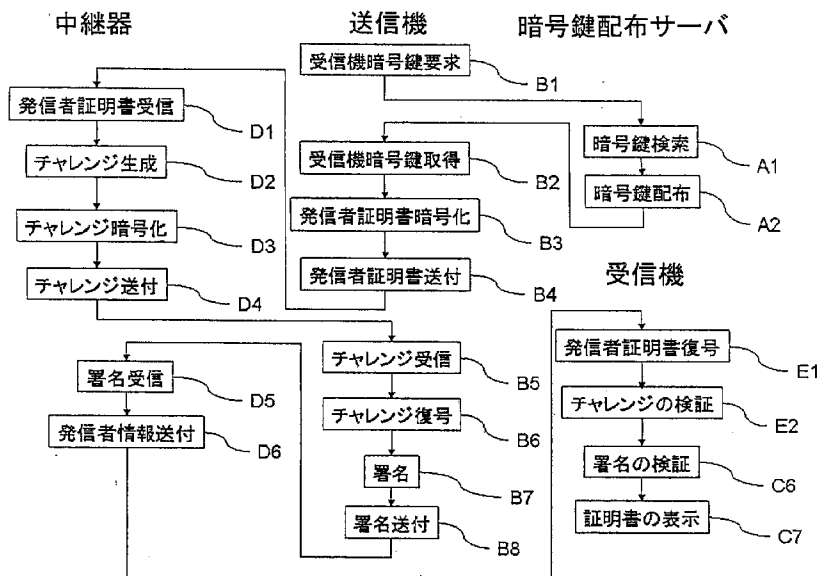 中継器
送信機
暗号鍵配布サーバ
受信機暗号鍵要求
B1
発信者証明書受信
D1
暗号鍵検索
A1
チャレンジ生成
D2
受信機暗号鍵取得
B2
暗号鍵配布
A2
チャレンジ暗号化
D3
発信者証明書暗号化
B3
チャレンジ送付
D4
発信者証明書送付
B4
受信機
発信者証明書復号
E1
チャレンジ受信
B5
署名受信
D5
チャレンジの検証
E2
チャレンジ復号
B6
発信者情報送付
D6
署名の検証
C6
署名
B7
証明書の表示
C7
署名送付
B8